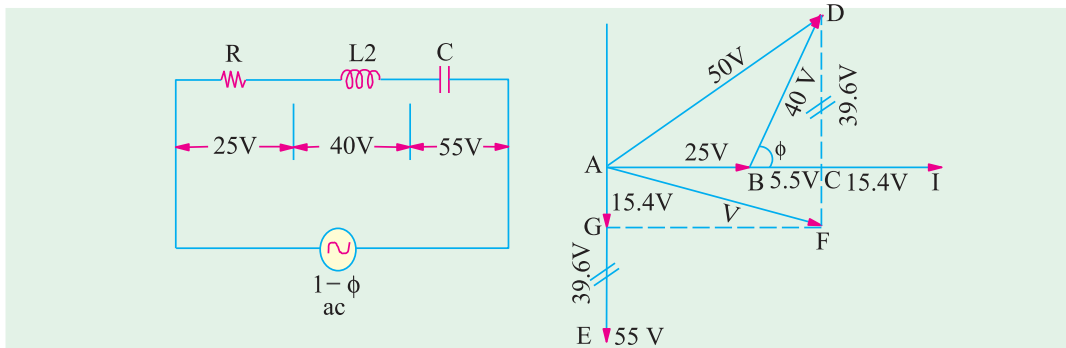 R
L2
C
25V
40V
55V
1− ϕ
ac
D
50V
40 V
39.6V
A
25V
ϕ
B
5.5V
C
15.4V
I
15.4V
V
G
F
39.6V
E
55 V